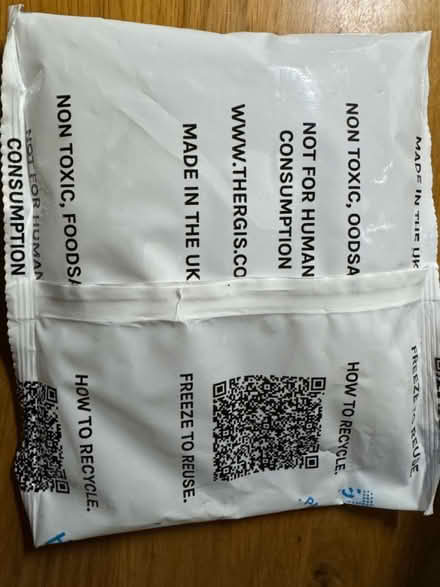 MADE IN THE UK
FREEZE TO REUSE.
NON TOXIC, OODSA
HOW TO RECYCLE.
NOT FOR HUMAN
CONSUMPTION
WWW.THERGIS.CO
MADE IN THE UK
FREEZE TO REUSE.
NON TOXIC, FOODSA
HOW TO RECYCLE.
NOT FOR HUMAN
CONSUMPTION